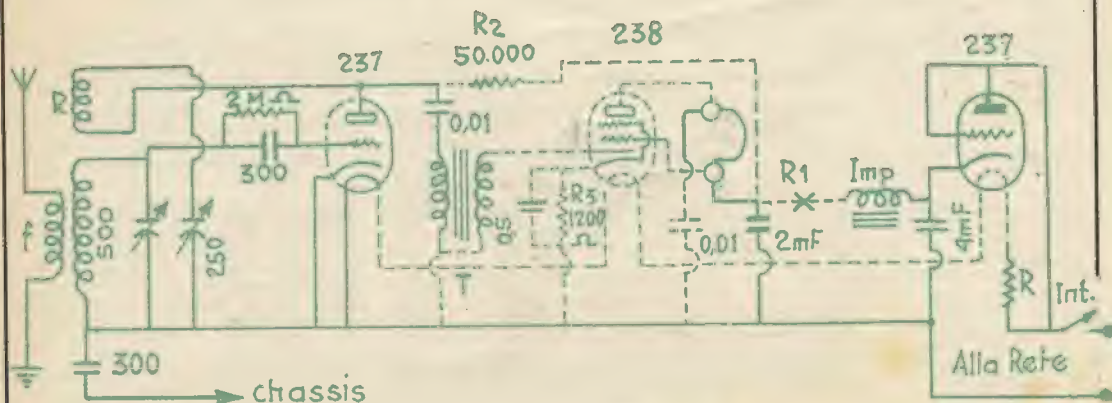 R2
50.000
237
238
237
R
2 MΩ
300
0,01
R3
1200
Ω
0,5
R1
Imp
0,01
2mF
4mF
R
Int.
500
250
T
300
chassis
Alla Rete